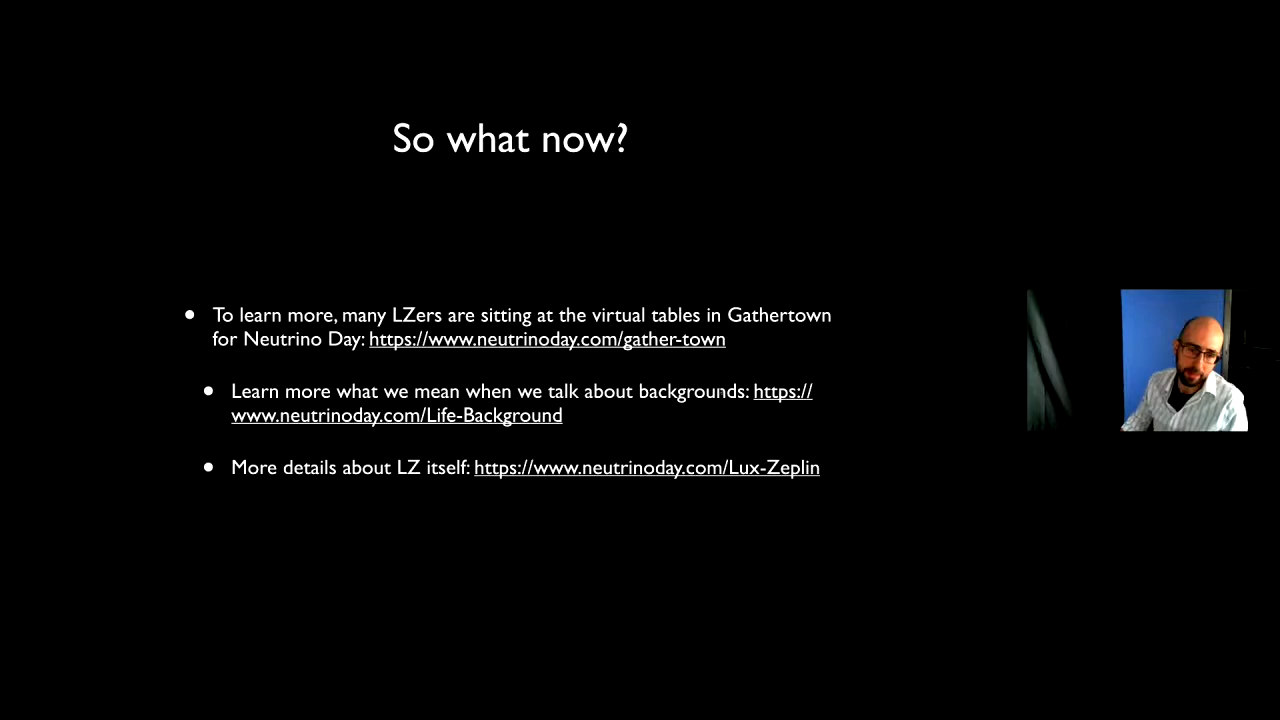 So what now?
• To learn more, many LZers are sitting at the virtual tables in Gathertown
for Neutrino Day: https://www.neutrinoday.com/gather-town
• Learn more what we mean when we talk about backgrounds: https://
www.neutrinoday.com/Life-Background
• More details about LZ itself: https://www.neutrinoday.com/Lux-Zeplin